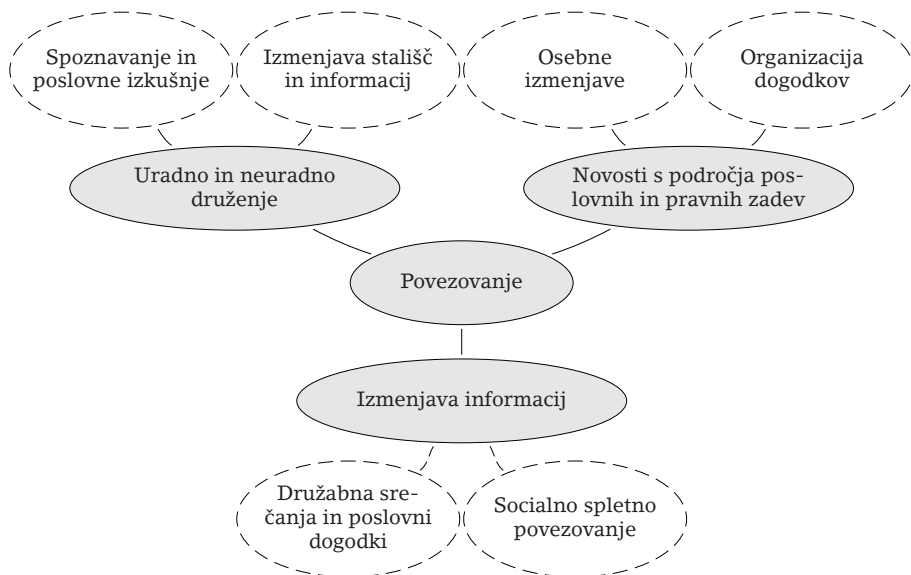 Spoznavanje in
poslovne izkušnje
Izmenjava stališč
in informacij
Osebne
izmenjave
Organizacija
dogodkov
Uradno in neuradno
druženje
Novosti s področja pos-
lovnih in pravnih zadev
Povezovanje
Izmenjava informacij
Družabna sre-
čanja in poslovni
dogodki
Socialno spletno
povezovanje